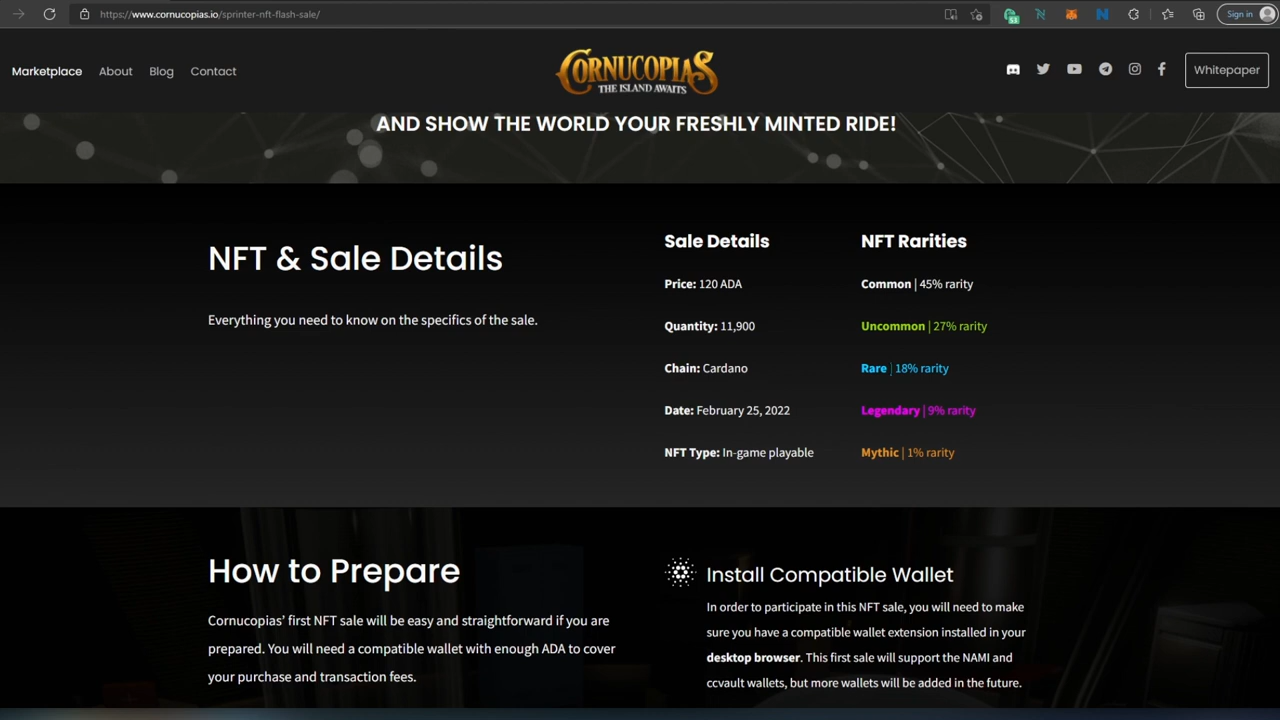 https://www.cornucopias.io/sprinter-nft-flash-sale/
53
Sign in
Marketplace
About
Blog
Contact
CORNUCOPIAS
THE ISLAND AWAITS
Whitepaper
AND SHOW THE WORLD YOUR FRESHLY MINTED RIDE!
NFT & Sale Details
Everything you need to know on the specifics of the sale.
Sale Details
Price: 120 ADA
Quantity: 11,900
Chain: Cardano
Date: February 25, 2022
NFT Type: In-game playable
NFT Rarities
Common | 45% rarity
Uncommon | 27% rarity
Rare | 18% rarity
Legendary | 9% rarity
Mythic | 1% rarity
How to Prepare
Cornucopias' first NFT sale will be easy and straightforward if you are
prepared. You will need a compatible wallet with enough ADA to cover
your purchase and transaction fees.
Install Compatible Wallet
In order to participate in this NFT sale, you will need to make
sure you have a compatible wallet extension installed in your
desktop browser. This first sale will support the NAMI and
ccvault wallets, but more wallets will be added in the future.